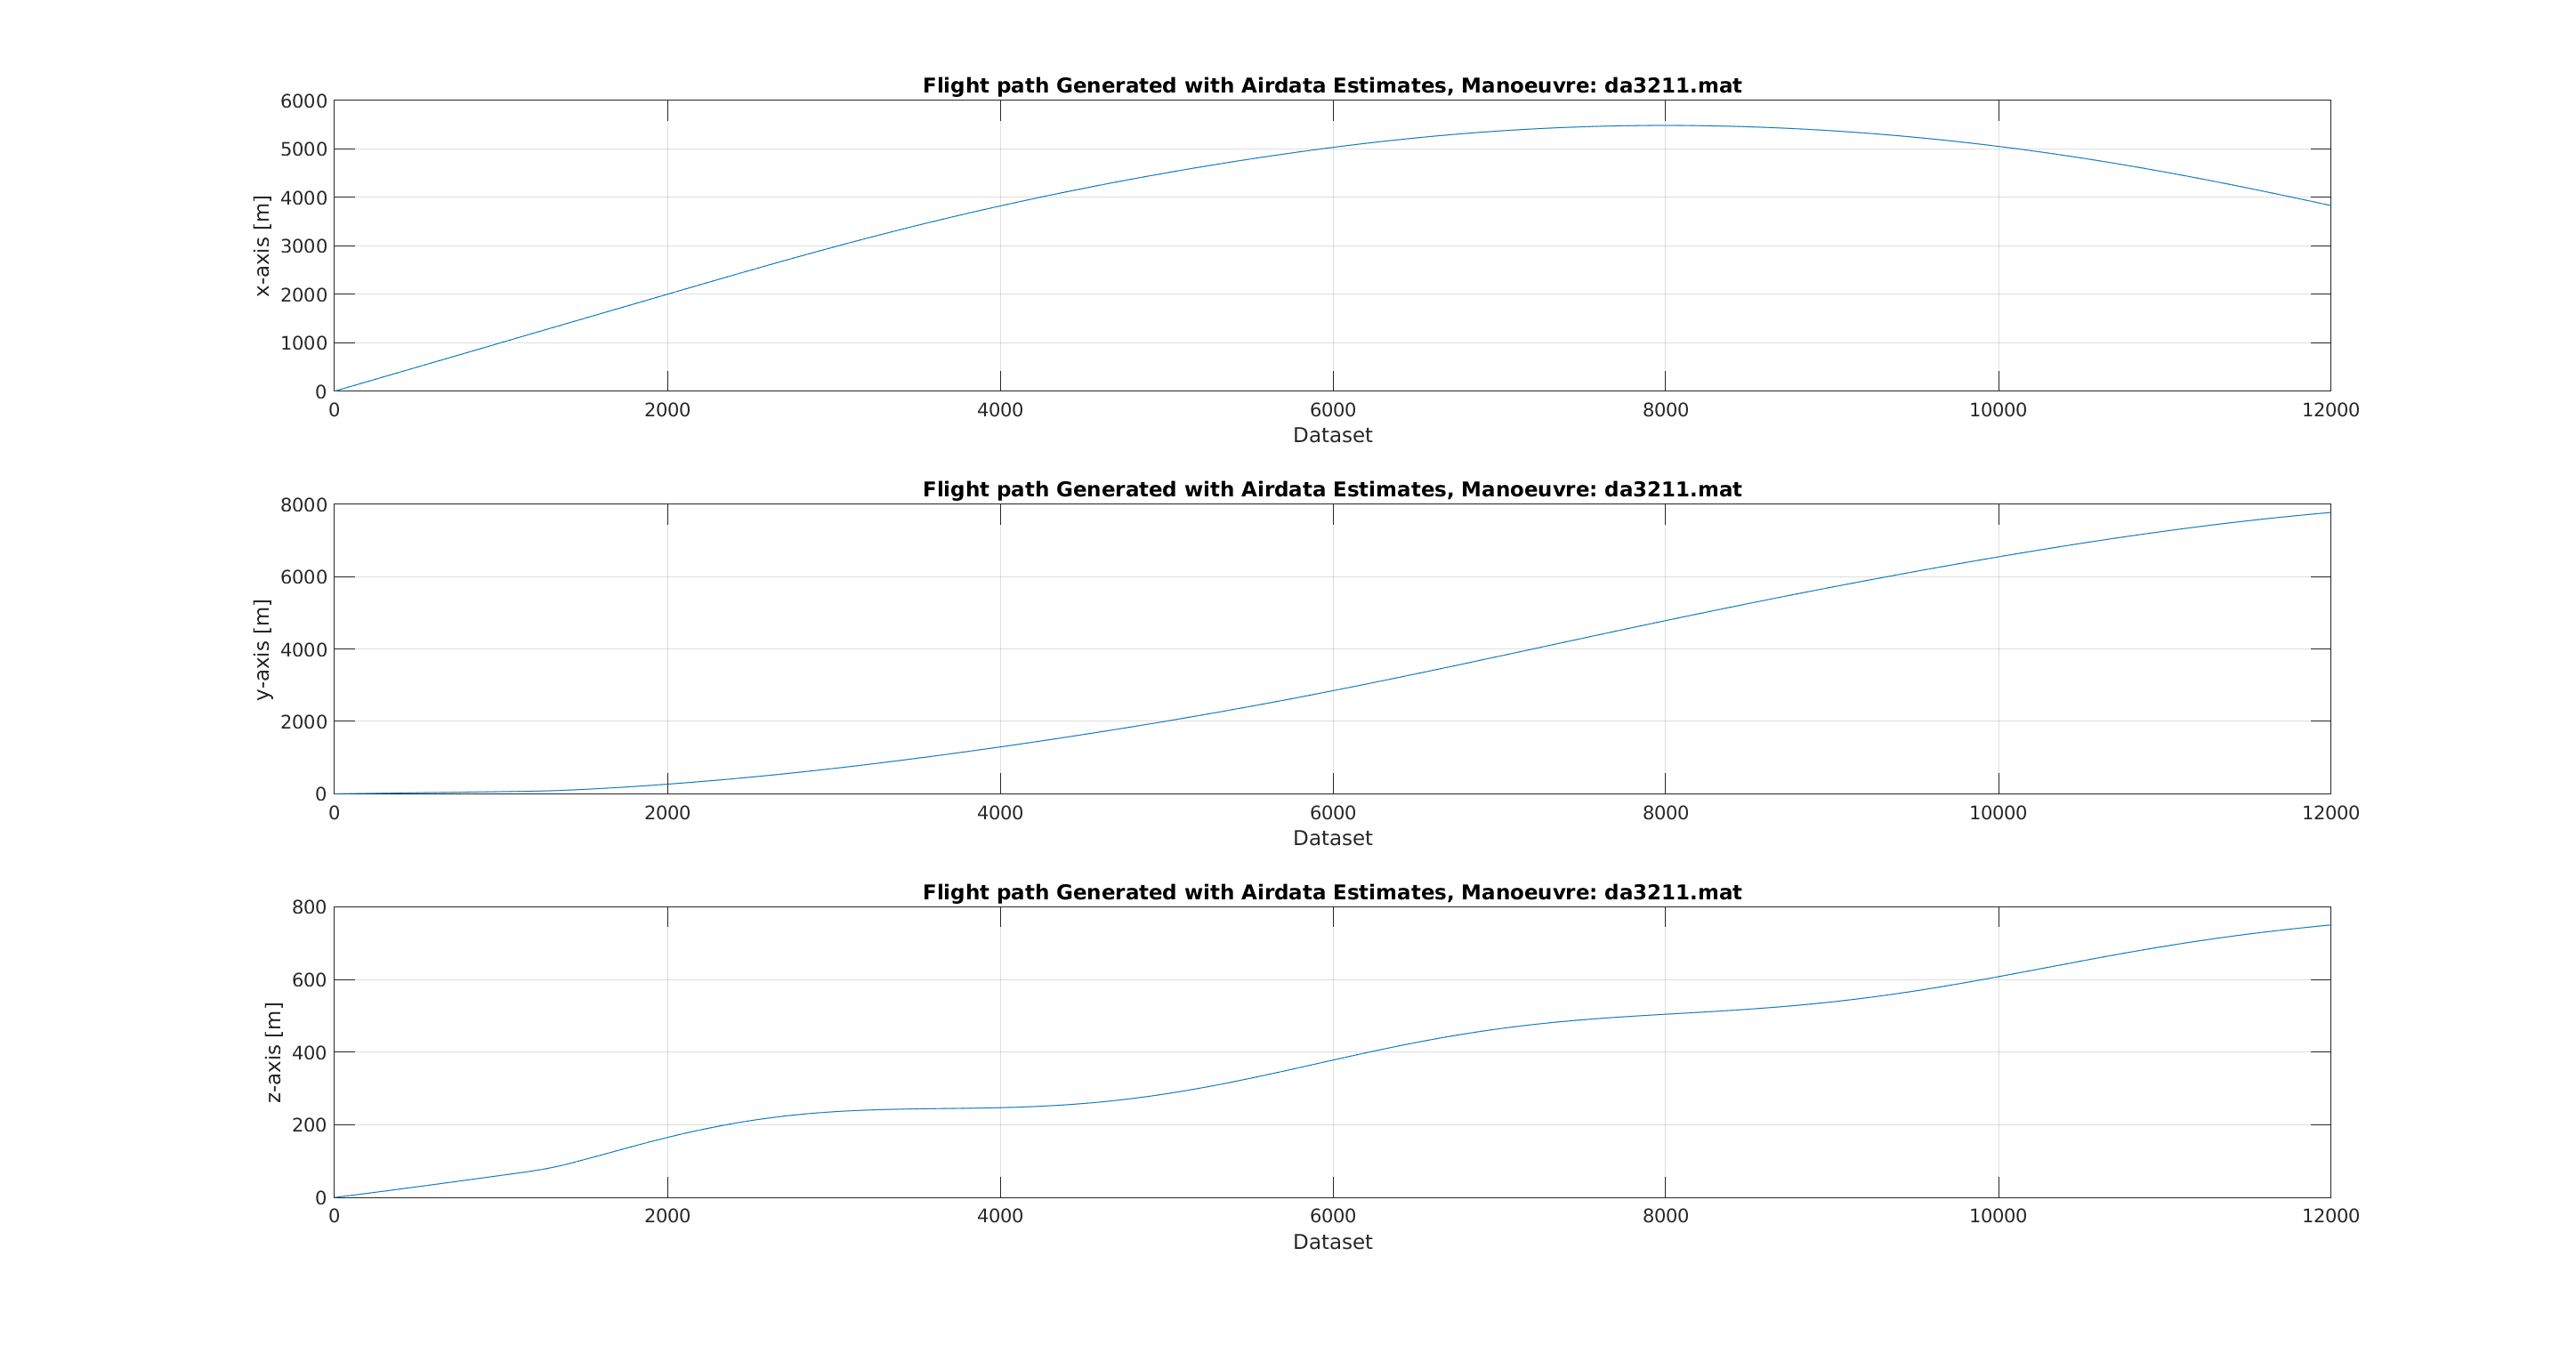 Flight path Generated with Airdata Estimates, Manoeuvre: da3211.mat
6000
5000
4000
3000
2000
1000
0
x-axis [m]
0 2000 4000 6000 8000 10000 12000
Dataset
Flight path Generated with Airdata Estimates, Manoeuvre: da3211.mat
8000
6000
4000
2000
0
y-axis [m]
0 2000 4000 6000 8000 10000 12000
Dataset
Flight path Generated with Airdata Estimates, Manoeuvre: da3211.mat
800
600
400
200
0
z-axis [m]
0 2000 4000 6000 8000 10000 12000
Dataset